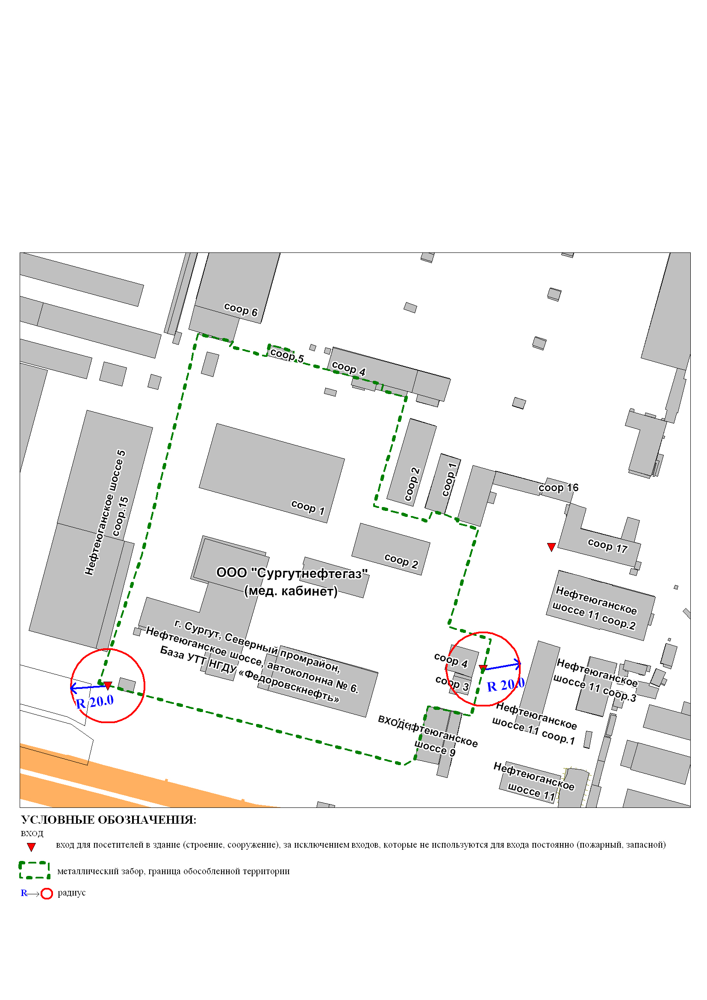 соор 6
соор 5
соор 4
Нефтеюганское шоссе 5
соор.15
соор 1
соор 2
соор 1
соор 16
соор 17
соор 2
ООО "Сургутнефтегаз"
(мед. кабинет)
Нефтеюганское
шоссе 11 соор.2
г. Сургут, Северный промрайон,
Нефтеюганское шоссе, автоколонна № 6.
База УТТ НГДУ «Федоровскнефть»
соор 4
соор 3
R 20.0
R 20.0
Нефтеюганское
шоссе 11 соор.3
Нефтеюганское
шоссе 11 соор.1
ВХОД
Нефтеюганское
шоссе 9
Нефтеюганское
шоссе 11
УСЛОВНЫЕ ОБОЗНАЧЕНИЯ:
ВХОД
вход для посетителей в здание (строение, сооружение), за исключением входов, которые не используются для входа постоянно (пожарный, запасной)
металлический забор, граница обособленной территории
R
радиус